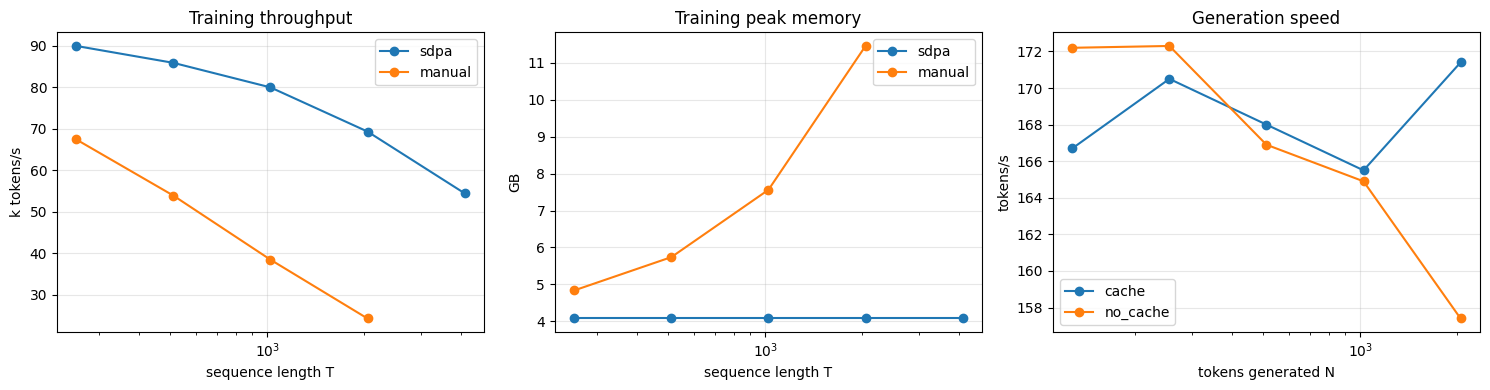 Training throughput
k tokens/s
90
80
70
60
50
40
30
sdpa
manual
10³
sequence length T
Training peak memory
GB
11
10
9
8
7
6
5
4
sdpa
manual
10³
sequence length T
Generation speed
tokens/s
172
170
168
166
164
162
160
158
cache
no_cache
10³
tokens generated N